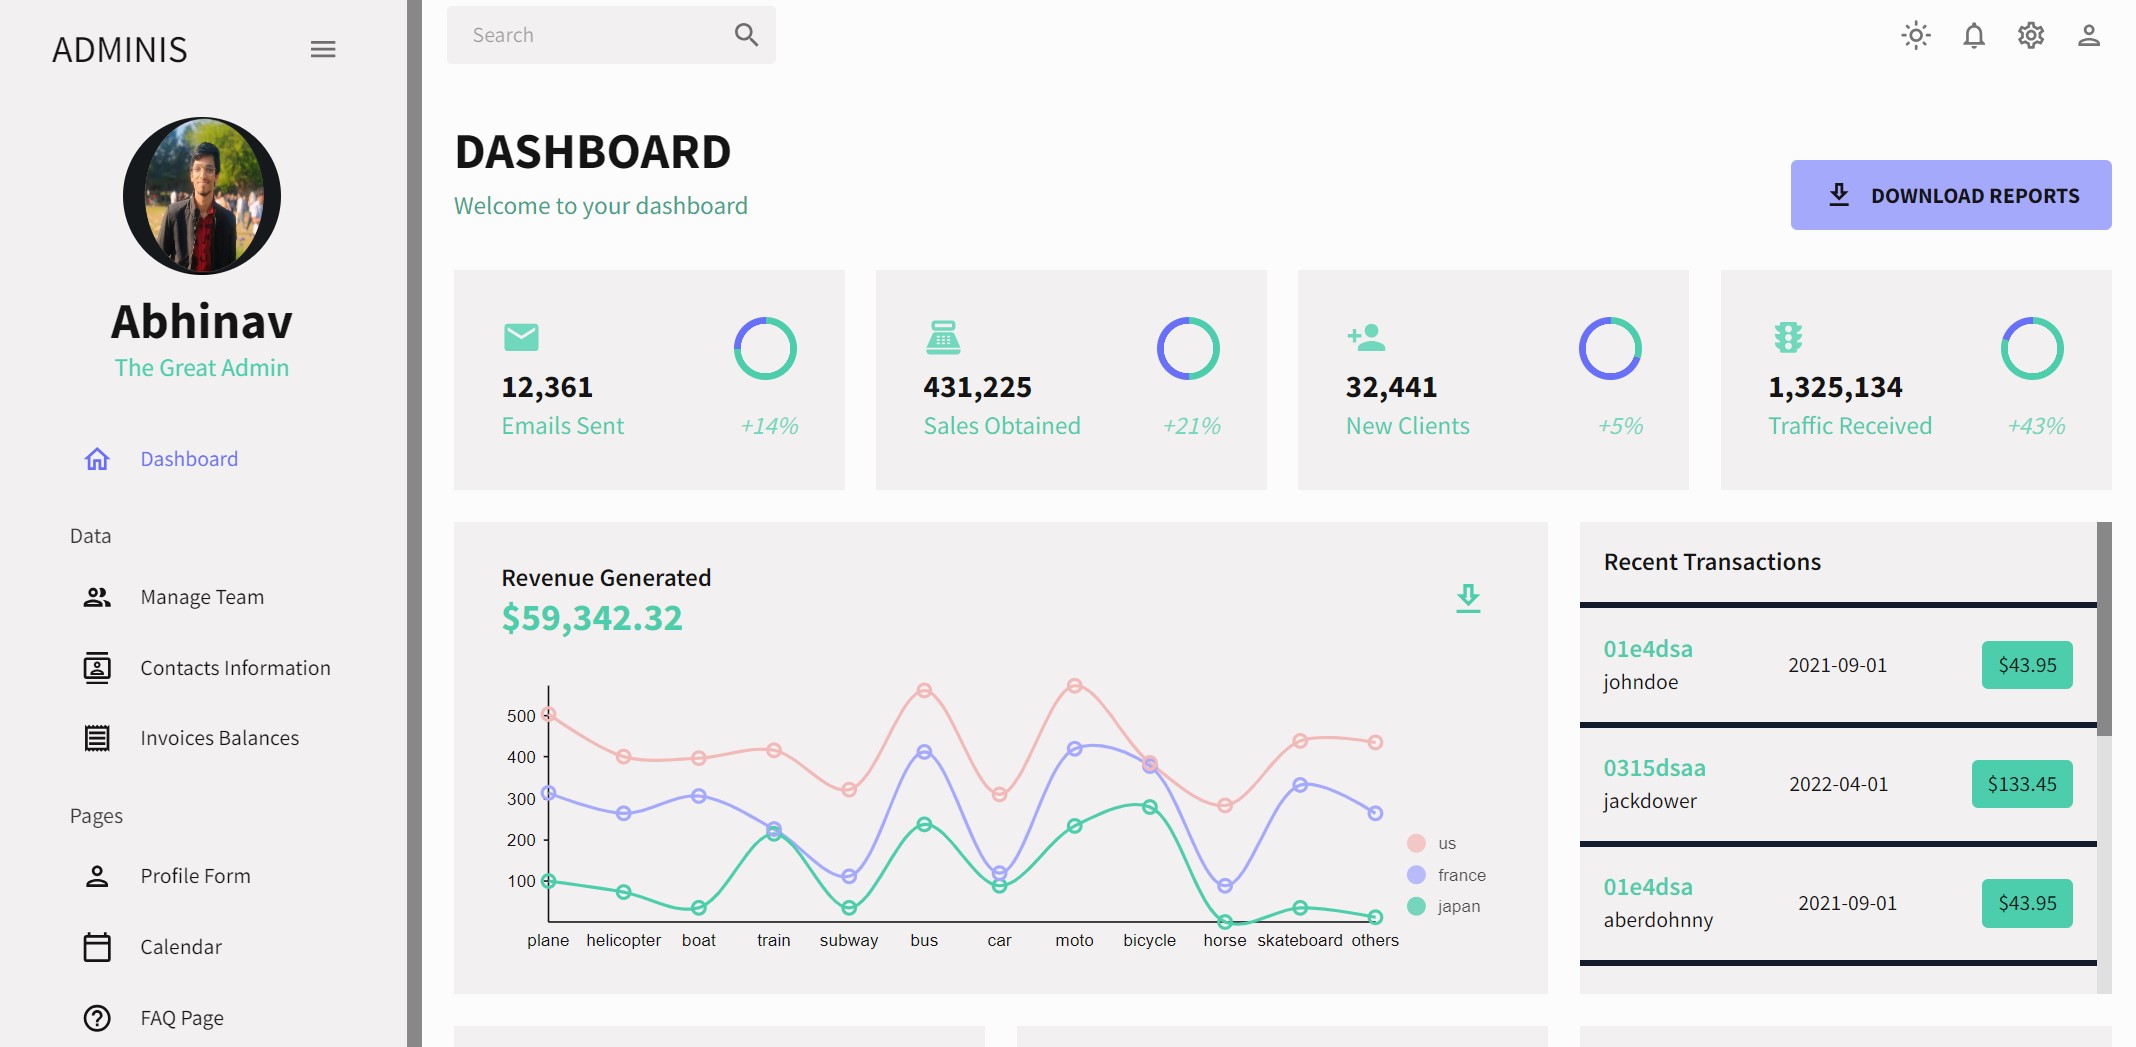 ADMINIS
Abhinav
The Great Admin
Dashboard
Data
Manage Team
Contacts Information
Invoices Balances
Pages
Profile Form
Calendar
FAQ Page
Search
DASHBOARD
Welcome to your dashboard
DOWNLOAD REPORTS
12,361
Emails Sent +14%
431,225
Sales Obtained +21%
32,441
New Clients +5%
1,325,134
Traffic Received +43%
Revenue Generated
$59,342.32
500
400
300
200
100
plane helicopter boat train subway bus car moto bicycle horse skateboard others
us
france
japan
Recent Transactions
01e4dsa
johndoe
2021-09-01
$43.95
0315dsaa
jackdower
2022-04-01
$133.45
01e4dsa
aberdohnny
2021-09-01
$43.95